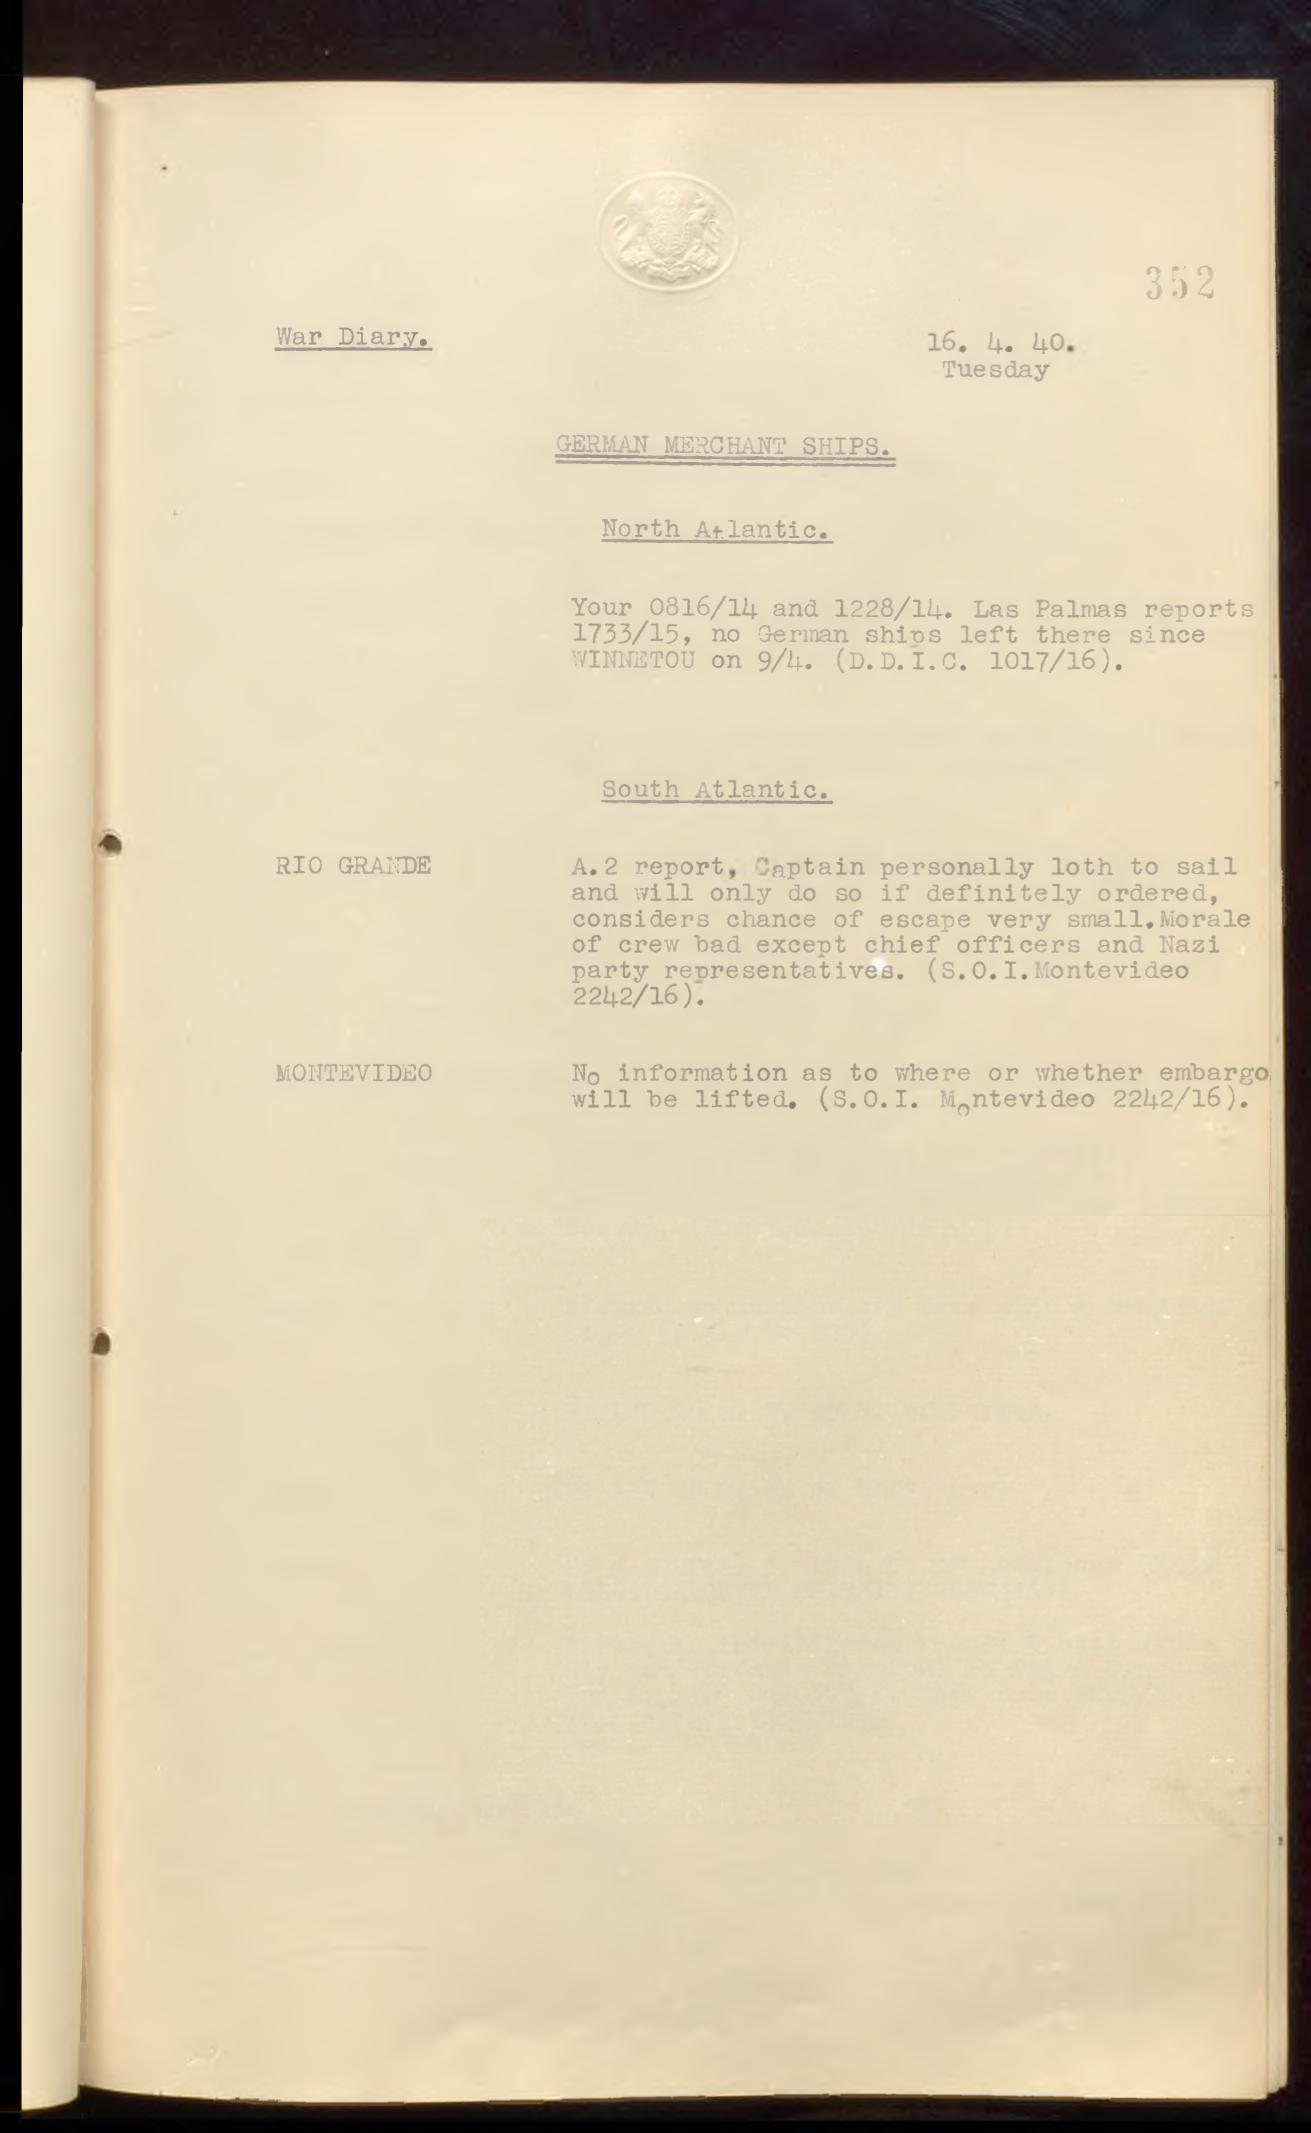 352
War Diary.
16. 4. 40.
Tuesday
GERMAN MERCHANT SHIPS.
North Atlantic.
Your 0816/14 and 1228/14. Las Palmas reports
1733/15, no German ships left there since
WINNETOU on 9/4. (D.D.I.C. 1017/16).
South Atlantic.
RIO GRANDE
A.2 report, Captain personally loth to sail
and will only do so if definitely ordered,
considers chance of escape very small.Morale
of crew bad except chief officers and Nazi
party representatives. (S.O.I.Montevideo
2242/16).
MONTEVIDEO
No information as to where or whether embargo
will be lifted. (S.O.I. Montevideo 2242/16).